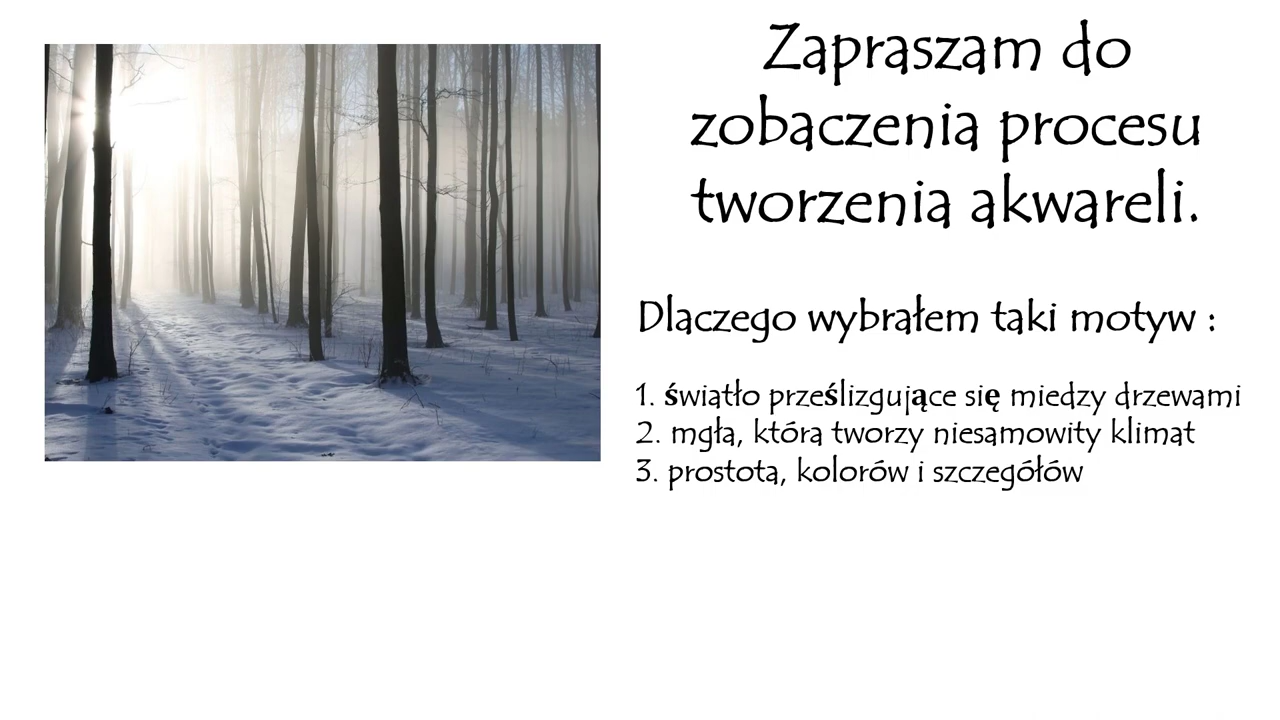 Zapraszam do
zobaczenia procesu
tworzenia akwareli.
Dlaczego wybrałem taki motyw :
1. światło prześlizgujące się miedzy drzewami
2. mgła, która tworzy niesamowity klimat
3. prostota, kolorów i szczegółów